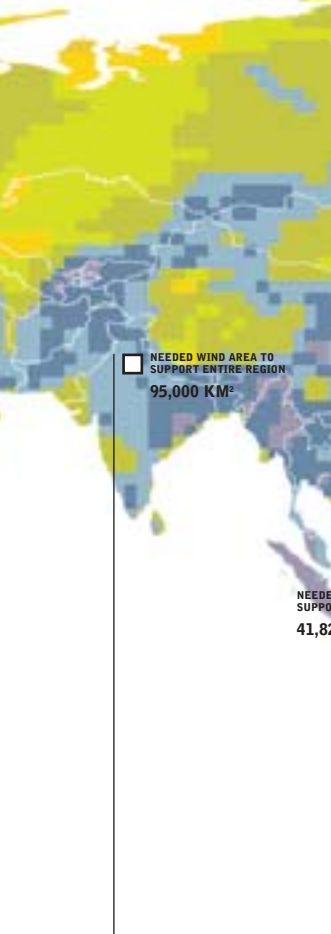 NEEDED WIND AREA TO
SUPPORT ENTIRE REGION
95,000 KM²